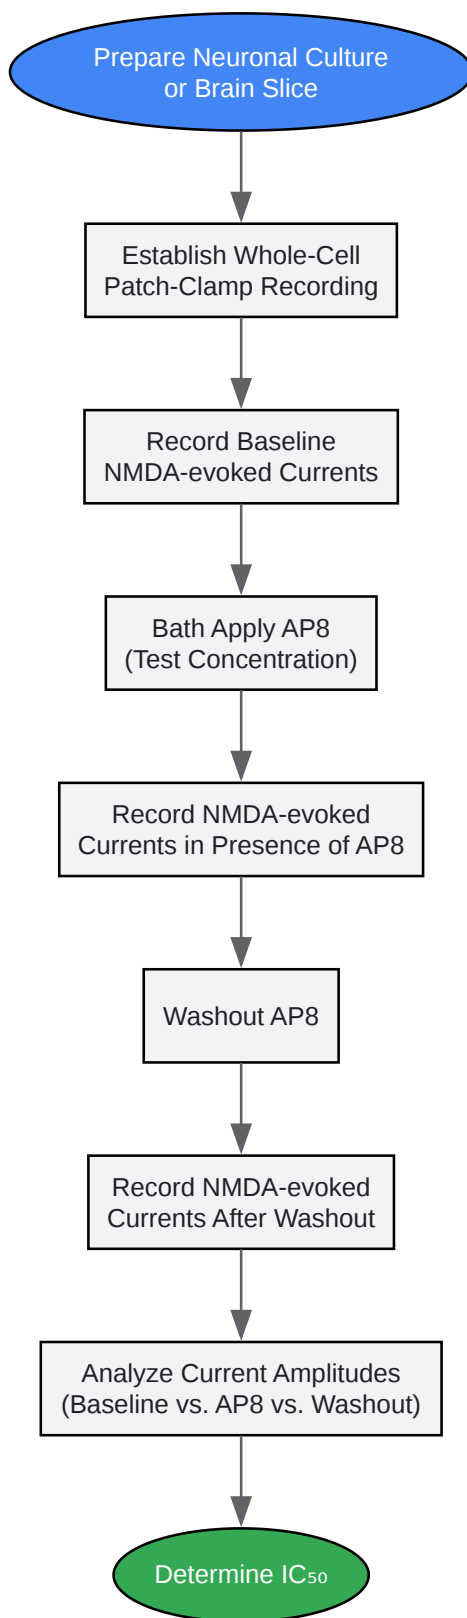 Prepare Neuronal Culture
or Brain Slice
Establish Whole-Cell
Patch-Clamp Recording
Record Baseline
NMDA-evoked Currents
Bath Apply AP8
(Test Concentration)
Record NMDA-evoked
Currents in Presence of AP8
Washout AP8
Record NMDA-evoked
Currents After Washout
Analyze Current Amplitudes
(Baseline vs. AP8 vs. Washout)
Determine IC₅₀